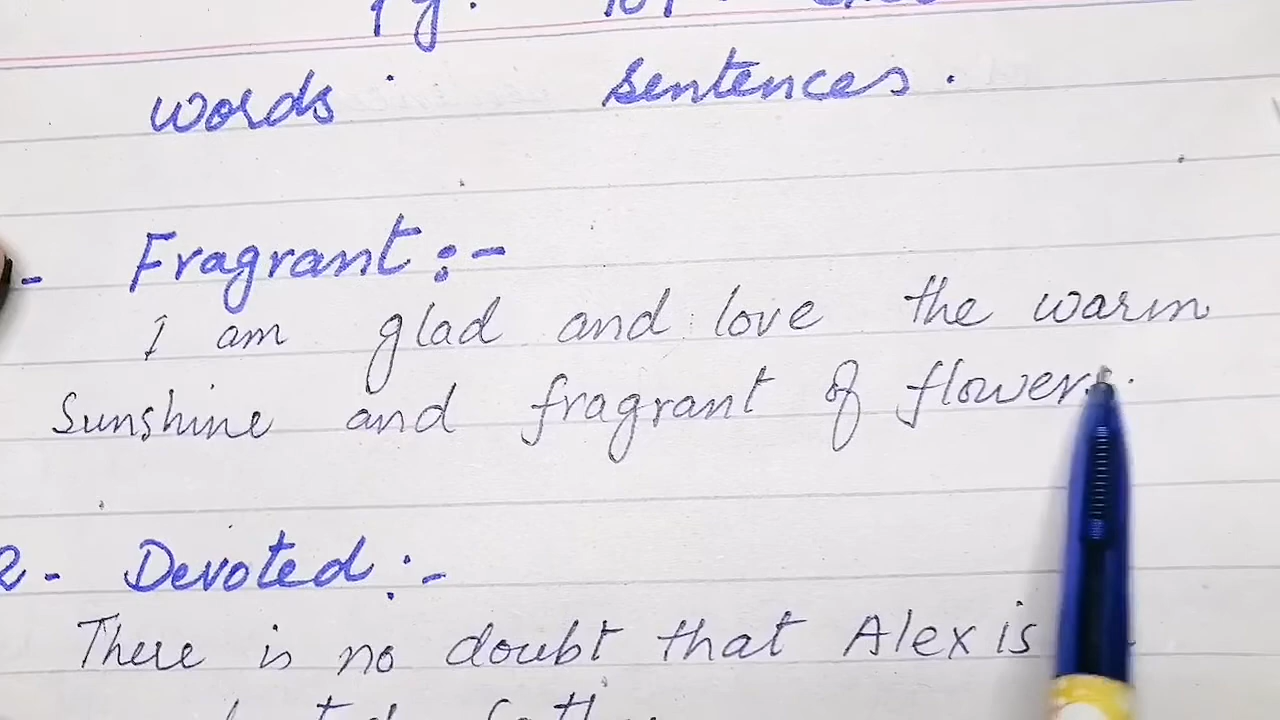 words sentences.
- Fragrant :-
I am glad and love the warm
Sunshine and fragrant of flowers.
2. Devoted :-
There is no doubt that Alex is